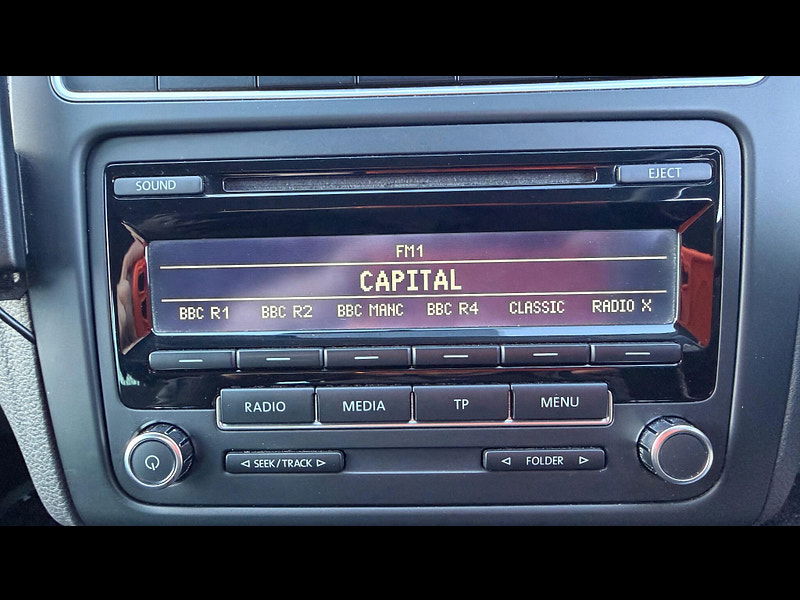 SOUND EJECT
FM1
CAPITAL
BBC R1 BBC R2 BBC MANC BBC R4 CLASSIC RADIO X
RADIO MEDIA TP MENU
SEEK/TRACK FOLDER